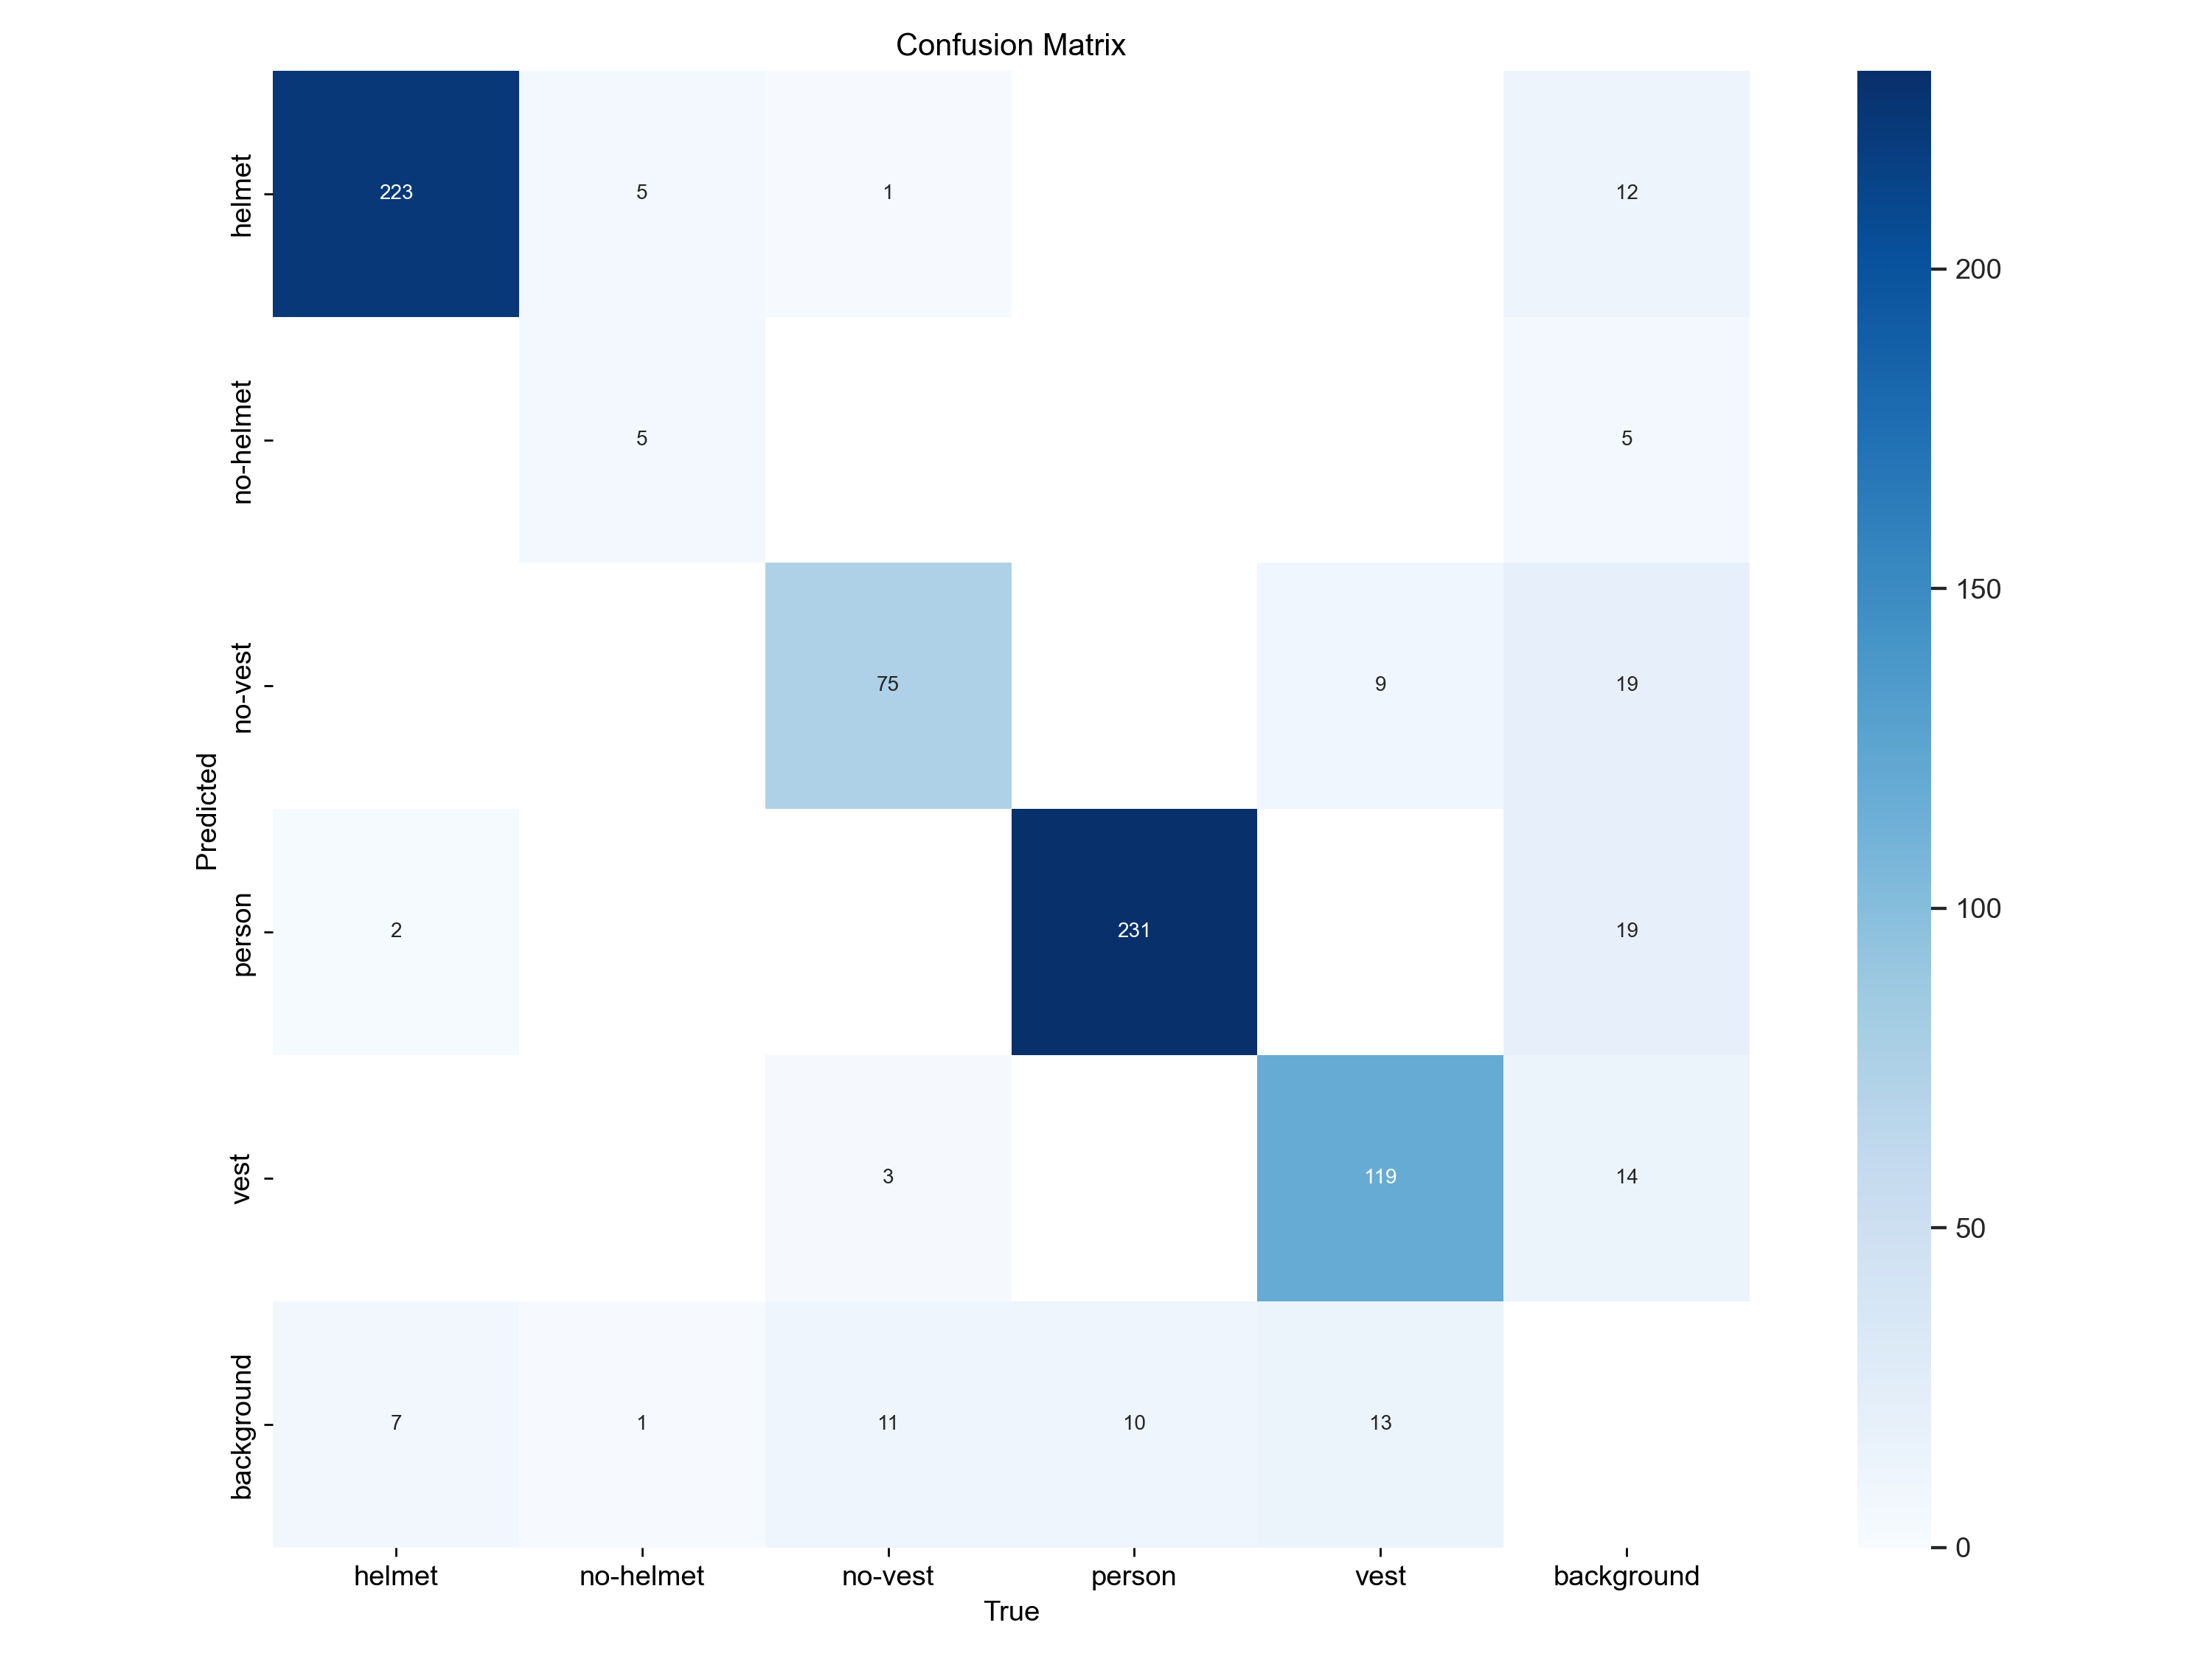 Confusion Matrix
helmet
223
5
1
12
no-helmet
5
5
no-vest
75
9
19
person
2
231
19
vest
3
119
14
background
7
1
11
10
13
Predicted
helmet
no-helmet
no-vest
person
vest
background
True
200
150
100
50
0